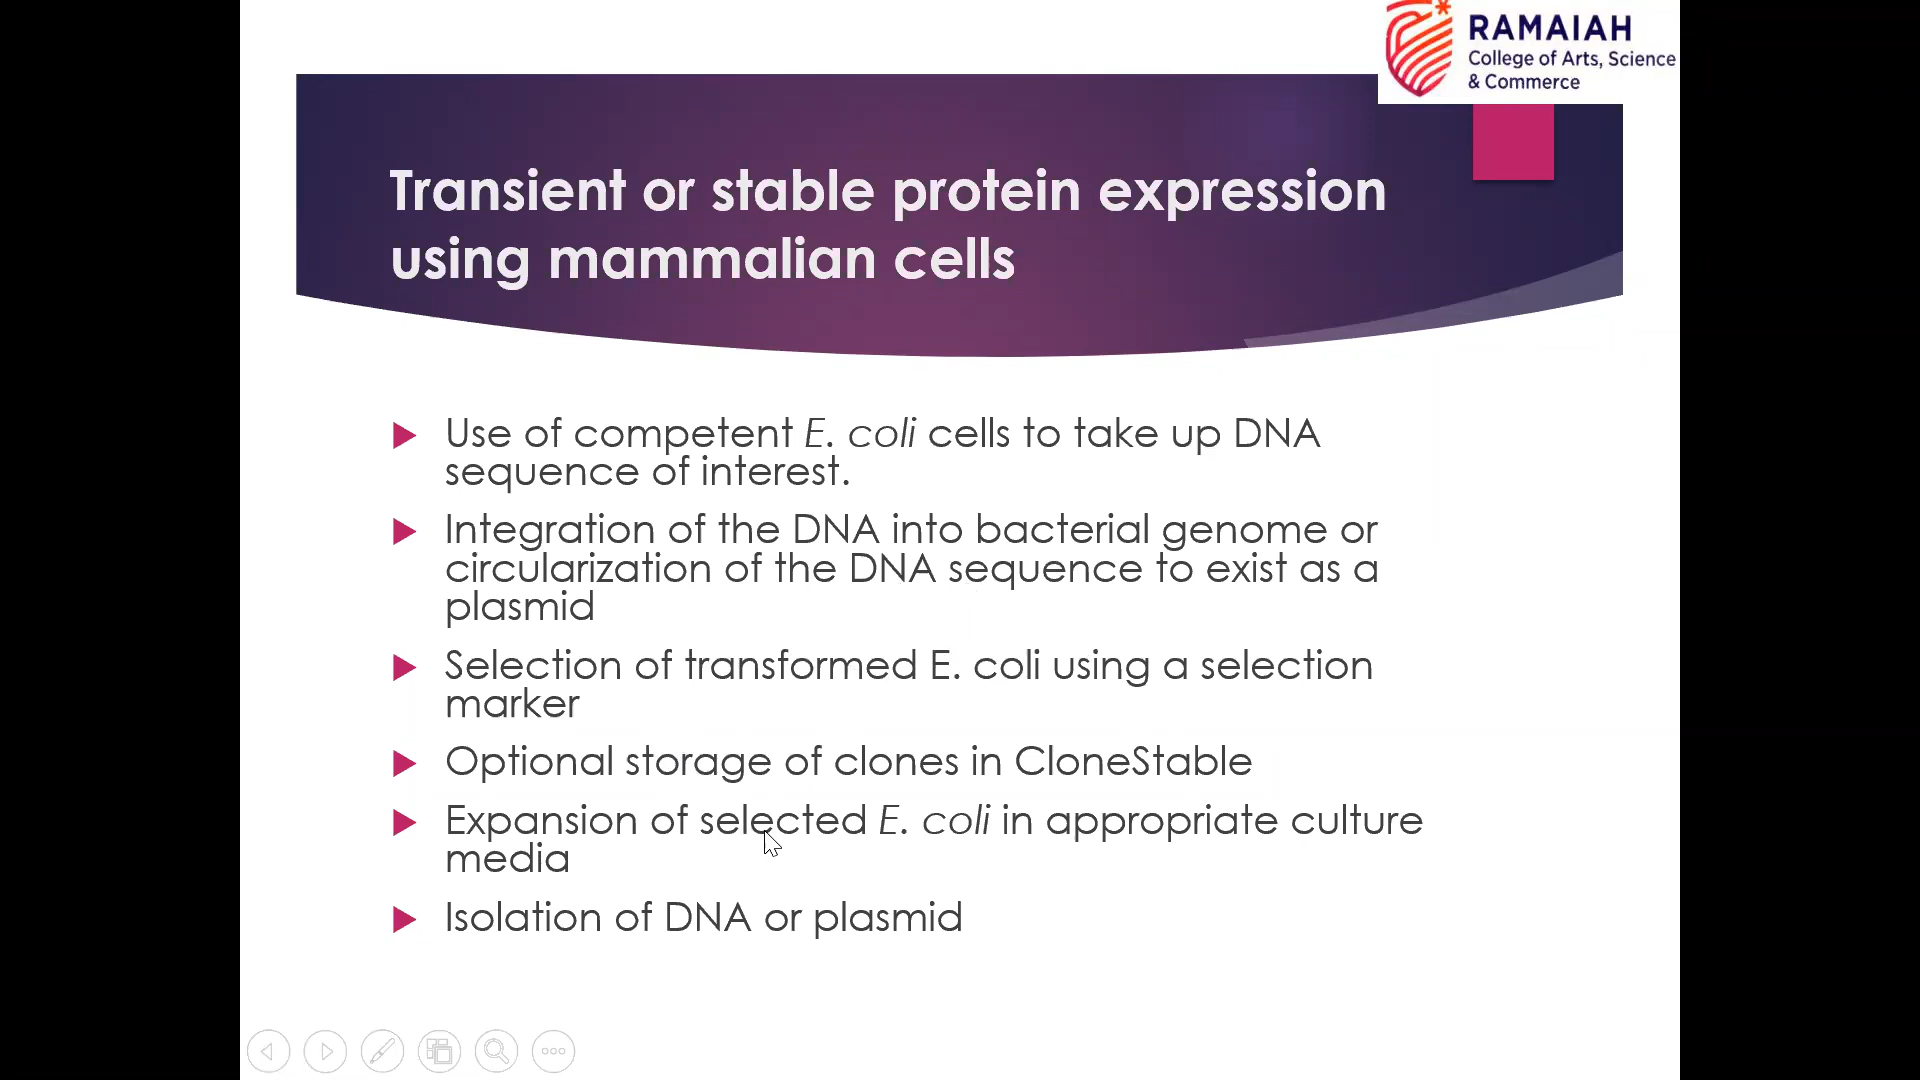 RAMAIAH
College of Arts, Science
& Commerce
Transient or stable protein expression
using mammalian cells
Use of competent E. coli cells to take up DNA
sequence of interest.
Integration of the DNA into bacterial genome or
circularization of the DNA sequence to exist as a
plasmid
Selection of transformed E. coli using a selection
marker
Optional storage of clones in CloneStable
Expansion of selected E. coli in appropriate culture
media
Isolation of DNA or plasmid